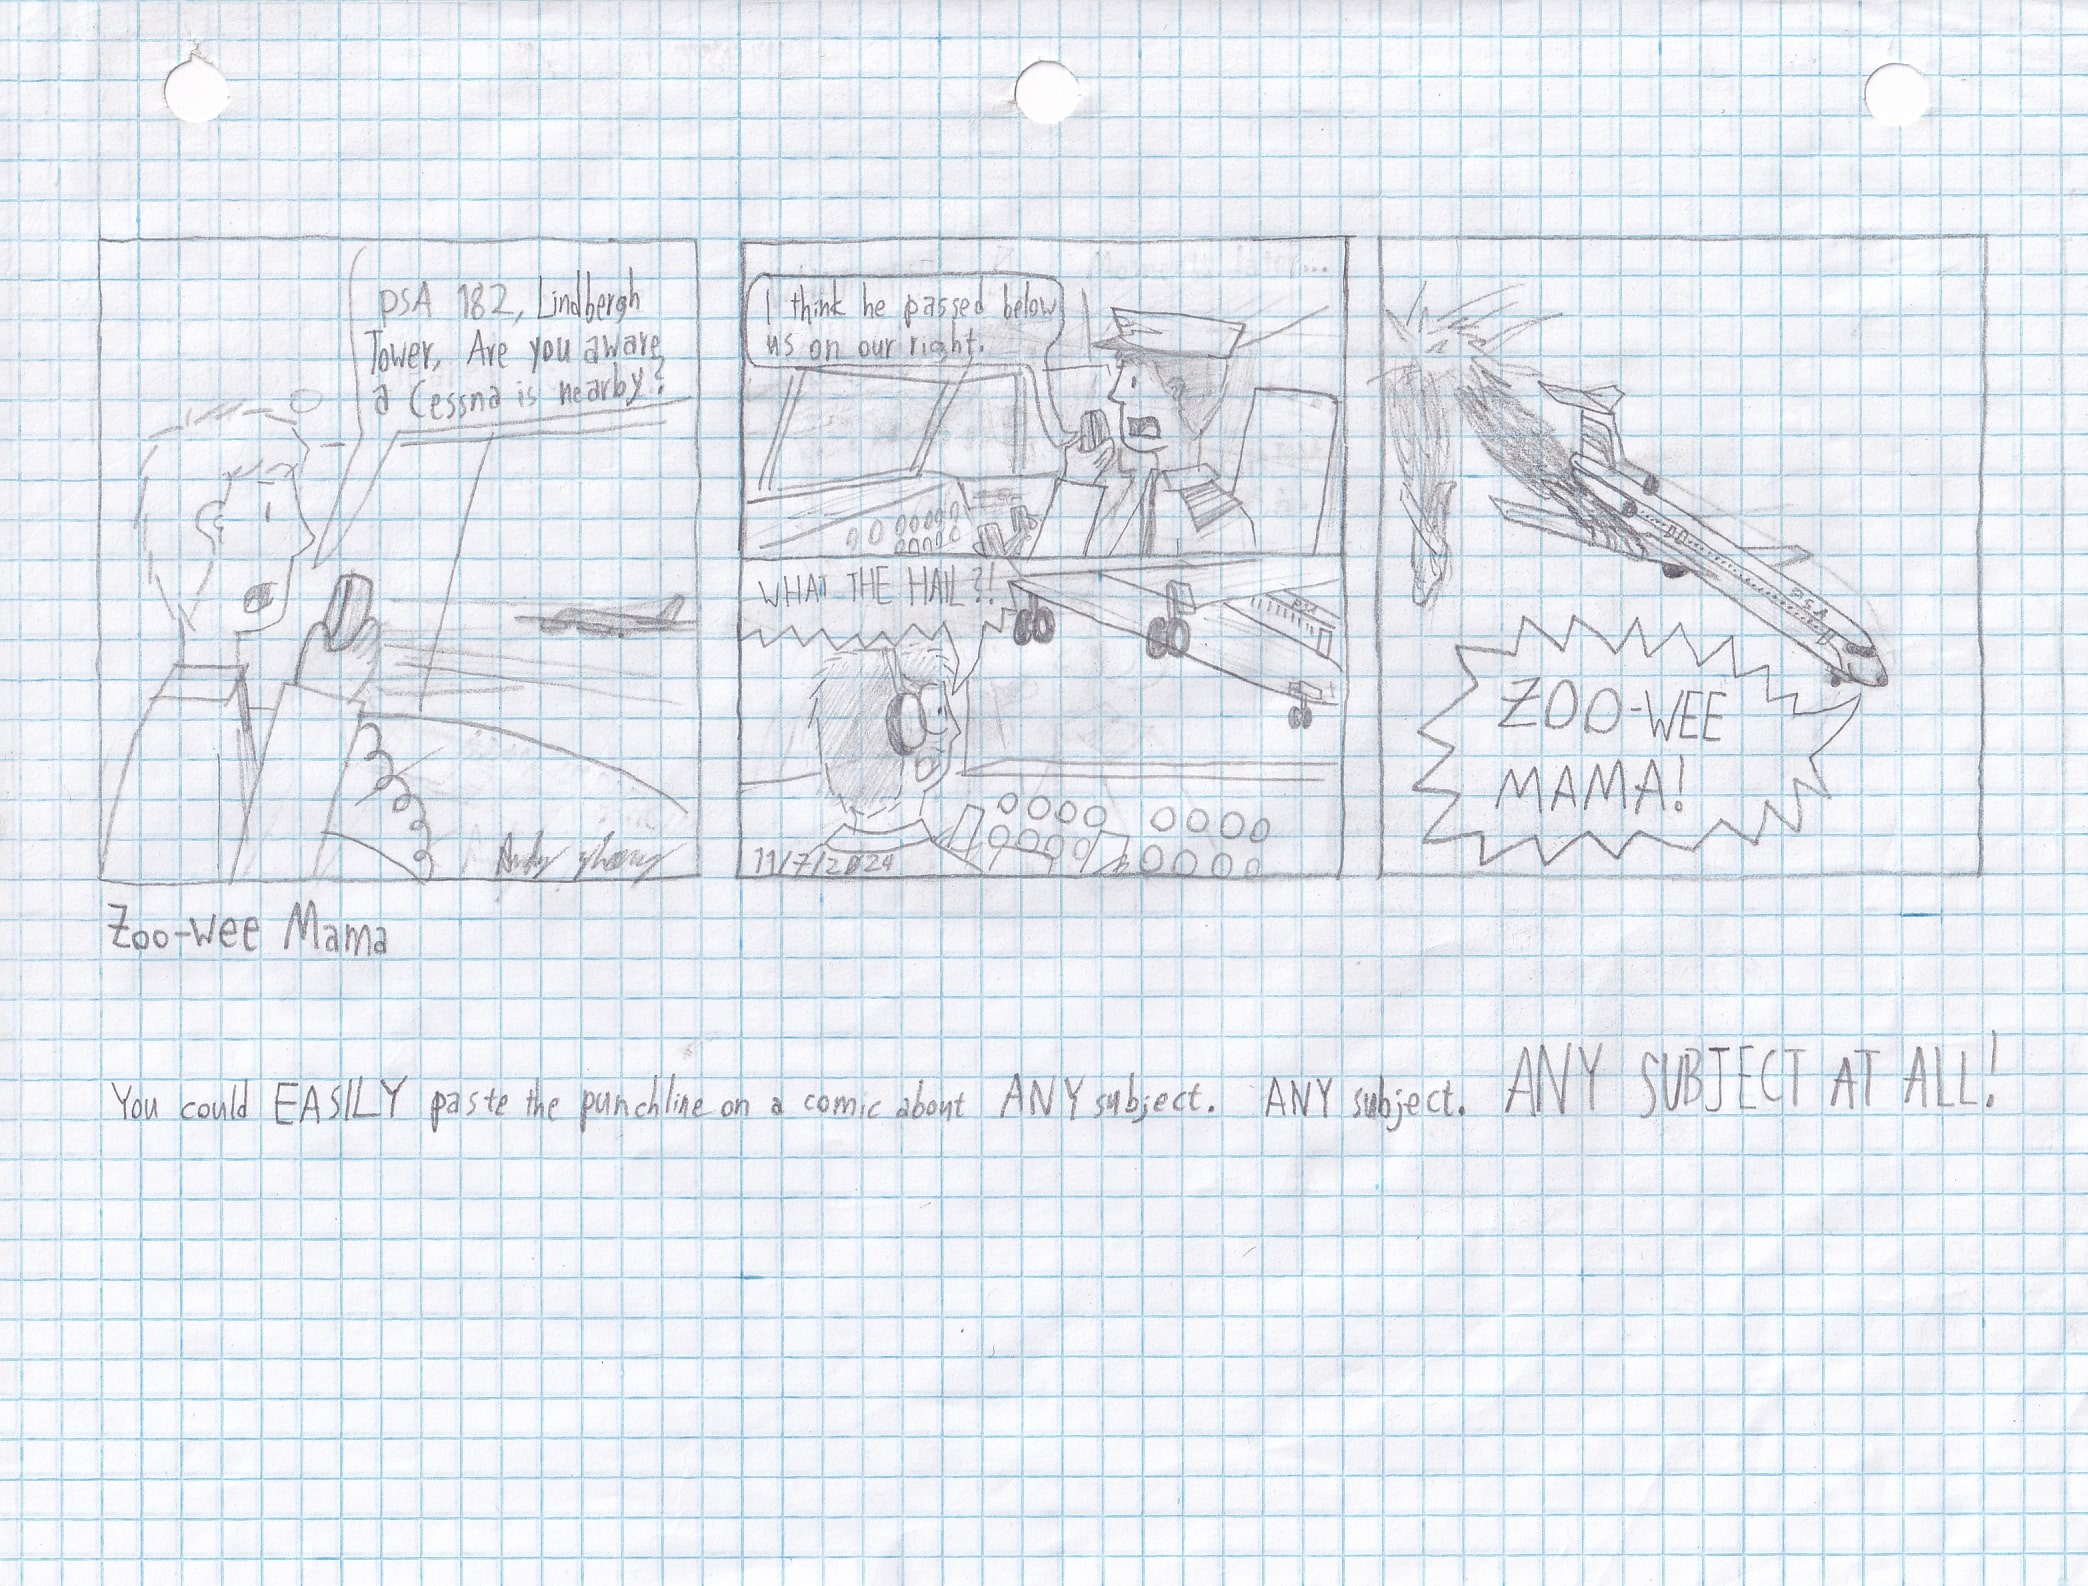 PSA 182, Lindbergh
Tower, Are you aware
a Cessna is nearby?
I think he passed below
us on our right.
WHAT THE HAIL?!
PSA
11/7/2024
PSA
ZOO-WEE
MAMA!
Zoo-wee Mama
You could EASILY paste the punchline on a comic about ANY subject. ANY subject. ANY SUBJECT AT ALL!